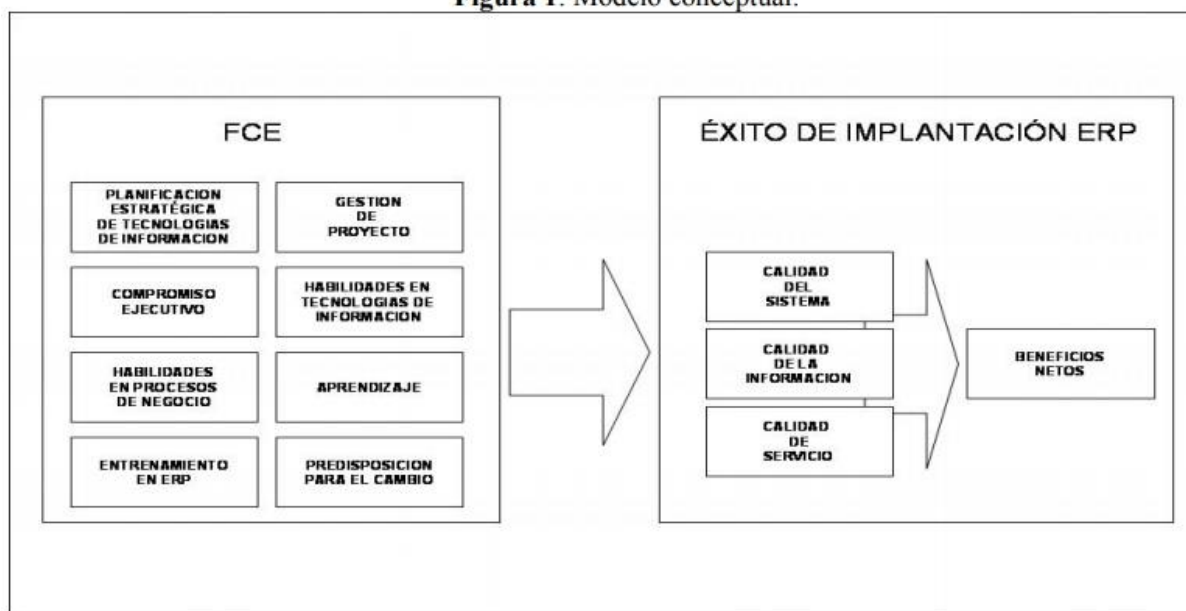 Figura 1. Modelo conceptual.
FCE
PLANIFICACION
ESTRATÉGICA
DE TECNOLOGIAS
DE INFORMACION
GESTION
DE
PROYECTO
COMPROMISO
EJECUTIVO
HABILIDADES EN
TECNOLOGIAS DE
INFORMACION
HABILIDADES
EN PROCESOS
DE NEGOCIO
APRENDIZAJE
ENTRENAMIENTO
EN ERP
PREDISPOSICION
PARA EL CAMBIO
ÉXITO DE IMPLANTACIÓN ERP
CALIDAD
DEL
SISTEMA
CALIDAD
DE LA
INFORMACION
CALIDAD
DE
SERVICIO
BENEFICIOS
NETOS